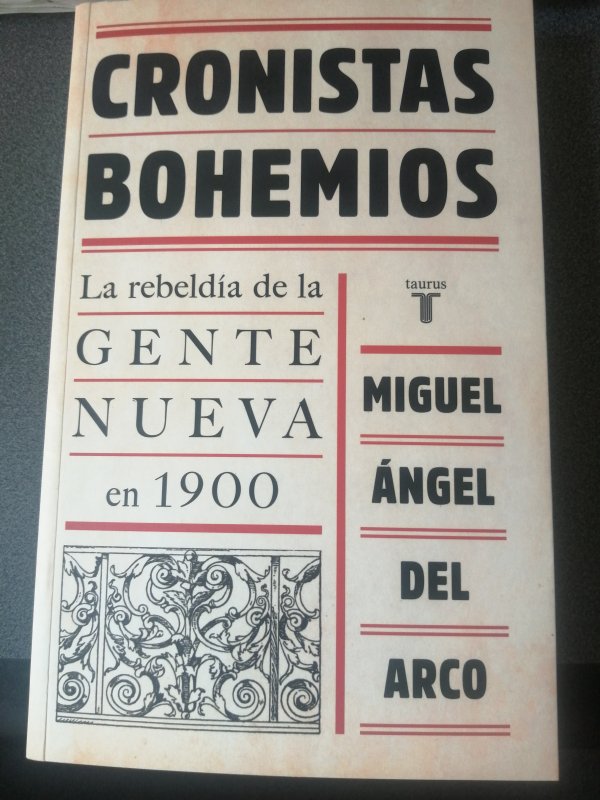 CRONISTAS
BOHEMIOS
La rebeldía de la
GENTE
NUEVA
en 1900
taurus
MIGUEL
ÁNGEL
DEL
ARCO